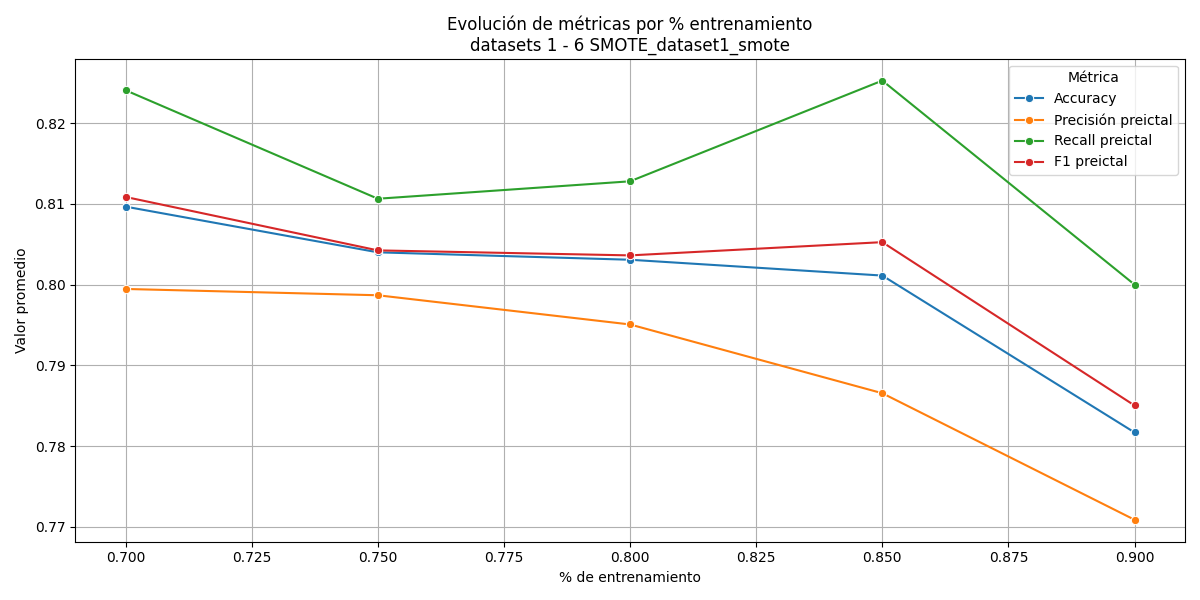 Evolución de métricas por % entrenamiento
datasets 1 - 6 SMOTE_dataset1_smote
Métrica
Accuracy
Precisión preictal
Recall preictal
F1 preictal
Valor promedio
0.82
0.81
0.80
0.79
0.78
0.77
0.700 0.725 0.750 0.775 0.800 0.825 0.850 0.875 0.900
% de entrenamiento